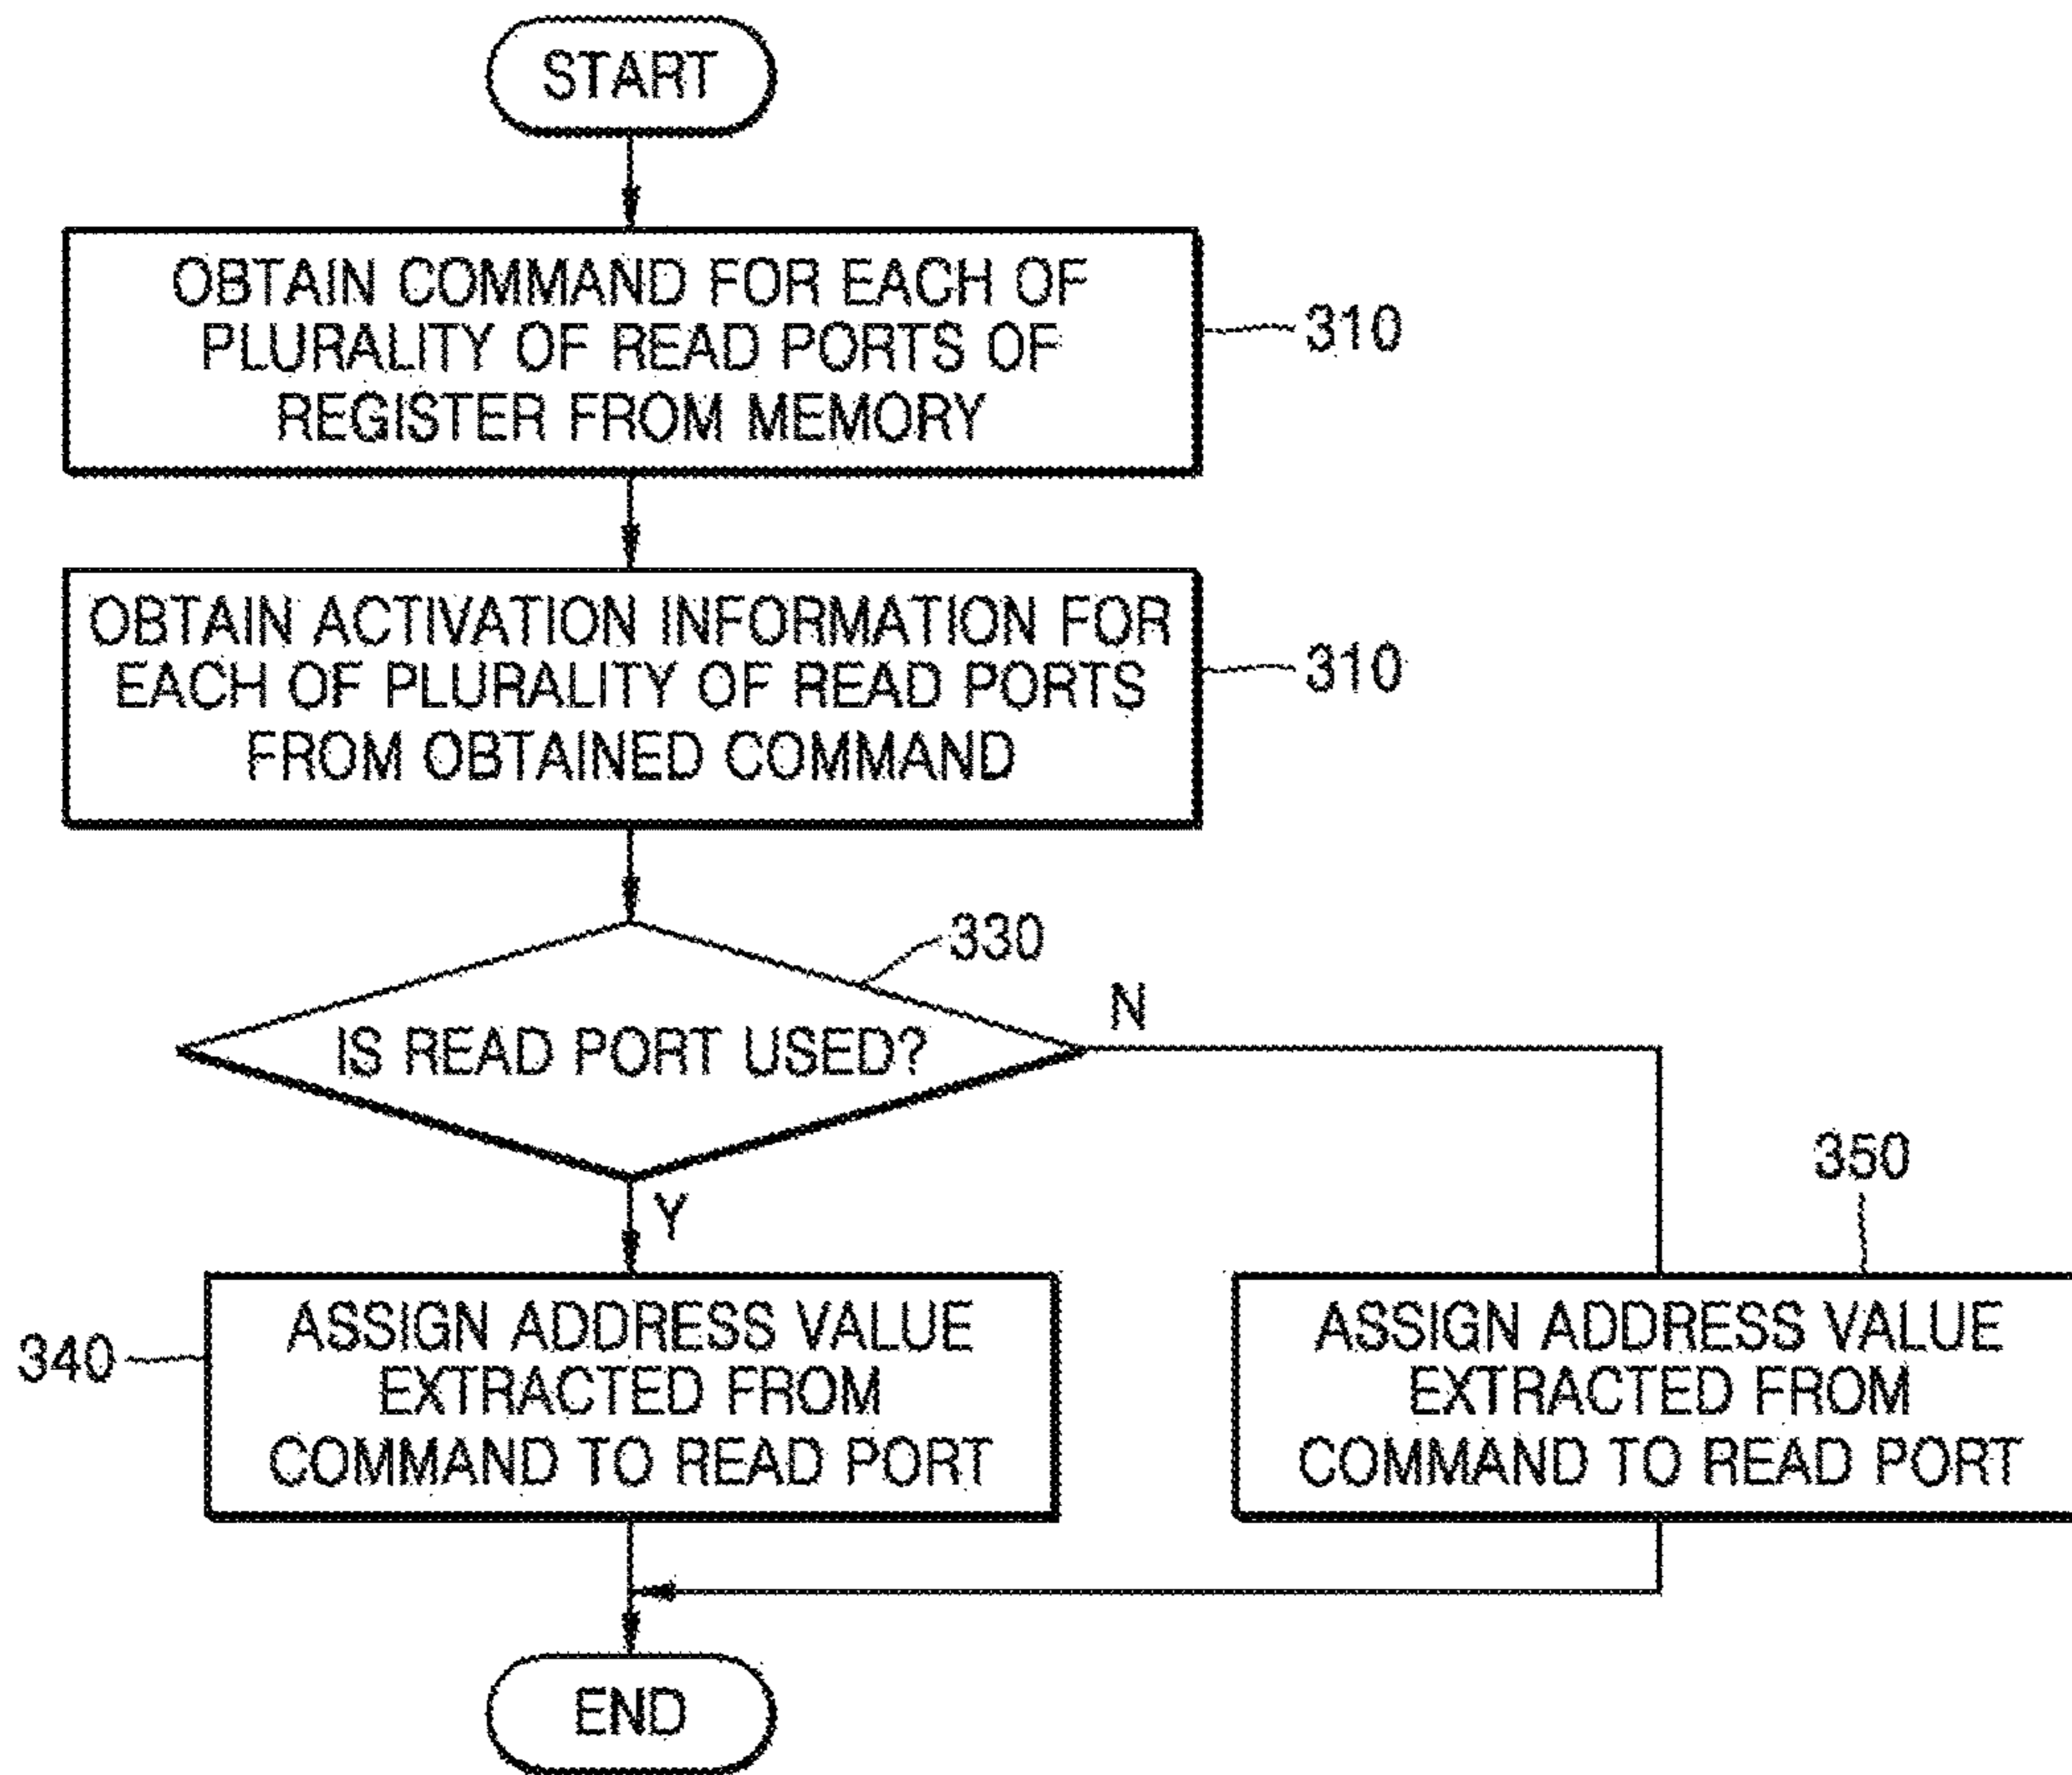 START
OBTAIN COMMAND FOR EACH OF
PLURALITY OF READ PORTS OF
REGISTER FROM MEMORY
310
OBTAIN ACTIVATION INFORMATION FOR
EACH OF PLURALITY OF READ PORTS
FROM OBTAINED COMMAND
310
330
IS READ PORT USED?
N
Y
340
ASSIGN ADDRESS VALUE
EXTRACTED FROM
COMMAND TO READ PORT
350
ASSIGN ADDRESS VALUE
EXTRACTED FROM
COMMAND TO READ PORT
END